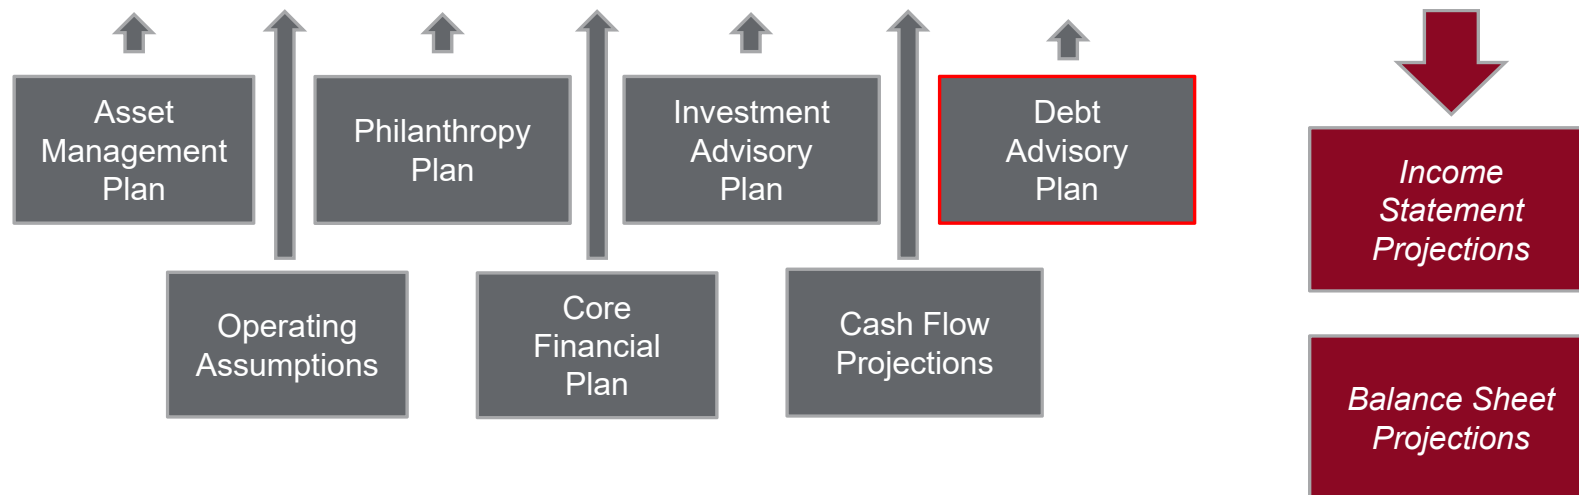 Asset
Management
Plan
Philanthropy
Plan
Investment
Advisory
Plan
Debt
Advisory
Plan
Income
Statement
Projections
Operating
Assumptions
Core
Financial
Plan
Cash Flow
Projections
Balance Sheet
Projections